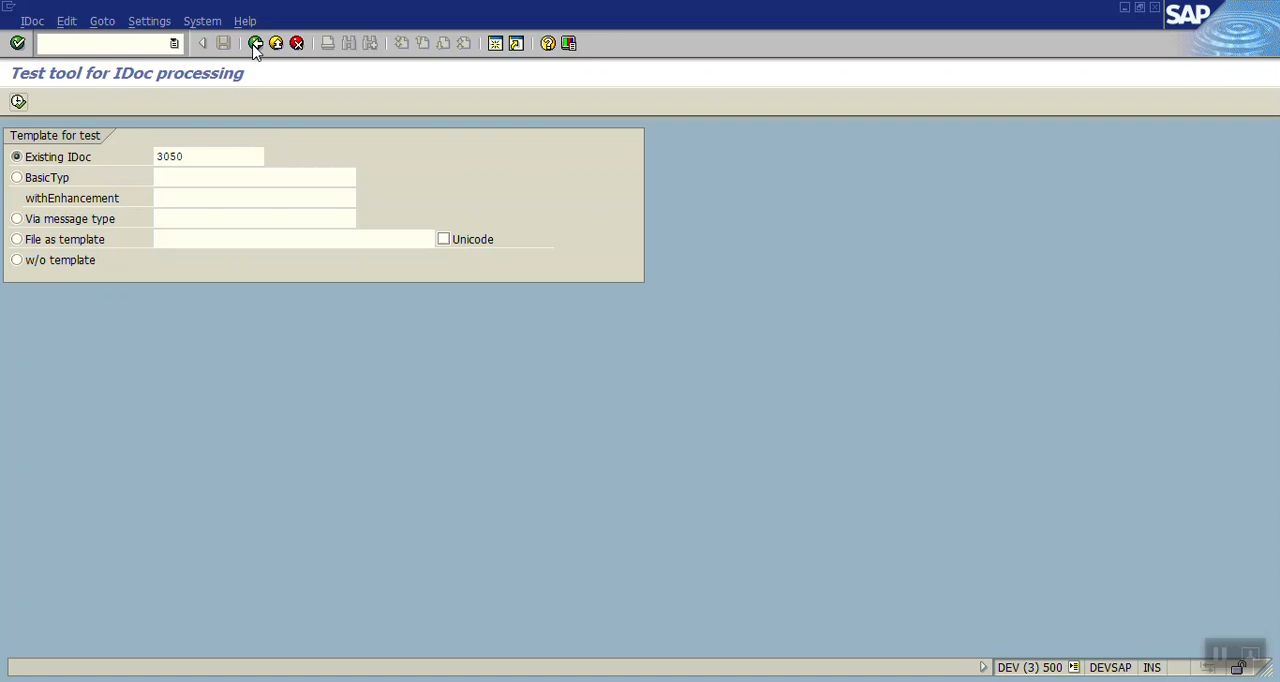 IDoc Edit Goto Settings System Help
SAP
Test tool for IDoc processing
Template for test
Existing IDoc 3050
BasicTyp
withEnhancement
Via message type
File as template Unicode
w/o template
DEV (3) 500 DEVSAP INS